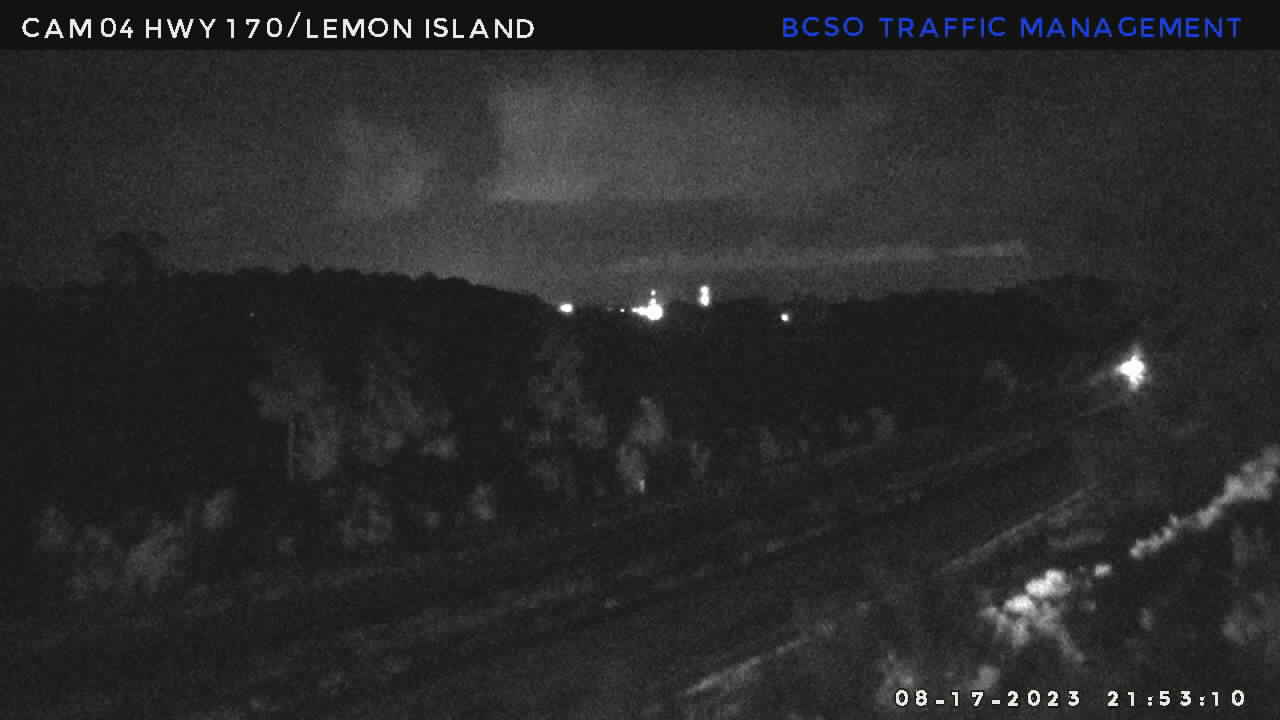 CAM04 HWY 170/LEMON ISLAND
BCSO TRAFFIC MANAGEMENT
08-17-2023 21:53:10